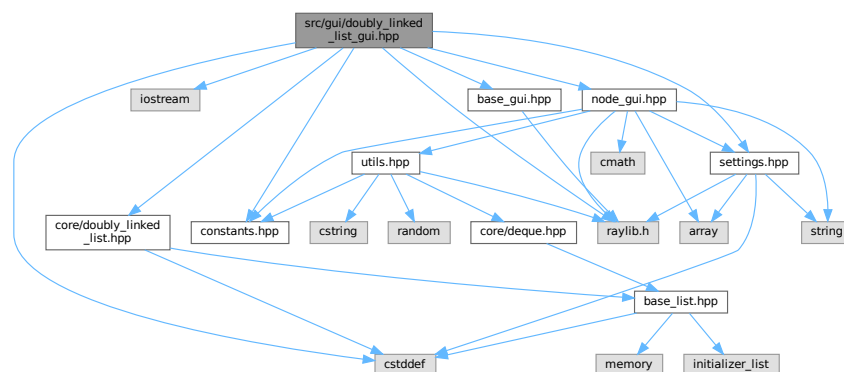 src/gui/doubly_linked
_list_gui.hpp
iostream
base_gui.hpp
node_gui.hpp
utils.hpp
cmath
settings.hpp
core/doubly_linked
_list.hpp
constants.hpp
cstring
random
core/deque.hpp
raylib.h
array
string
base_list.hpp
cstddef
memory
initializer_list